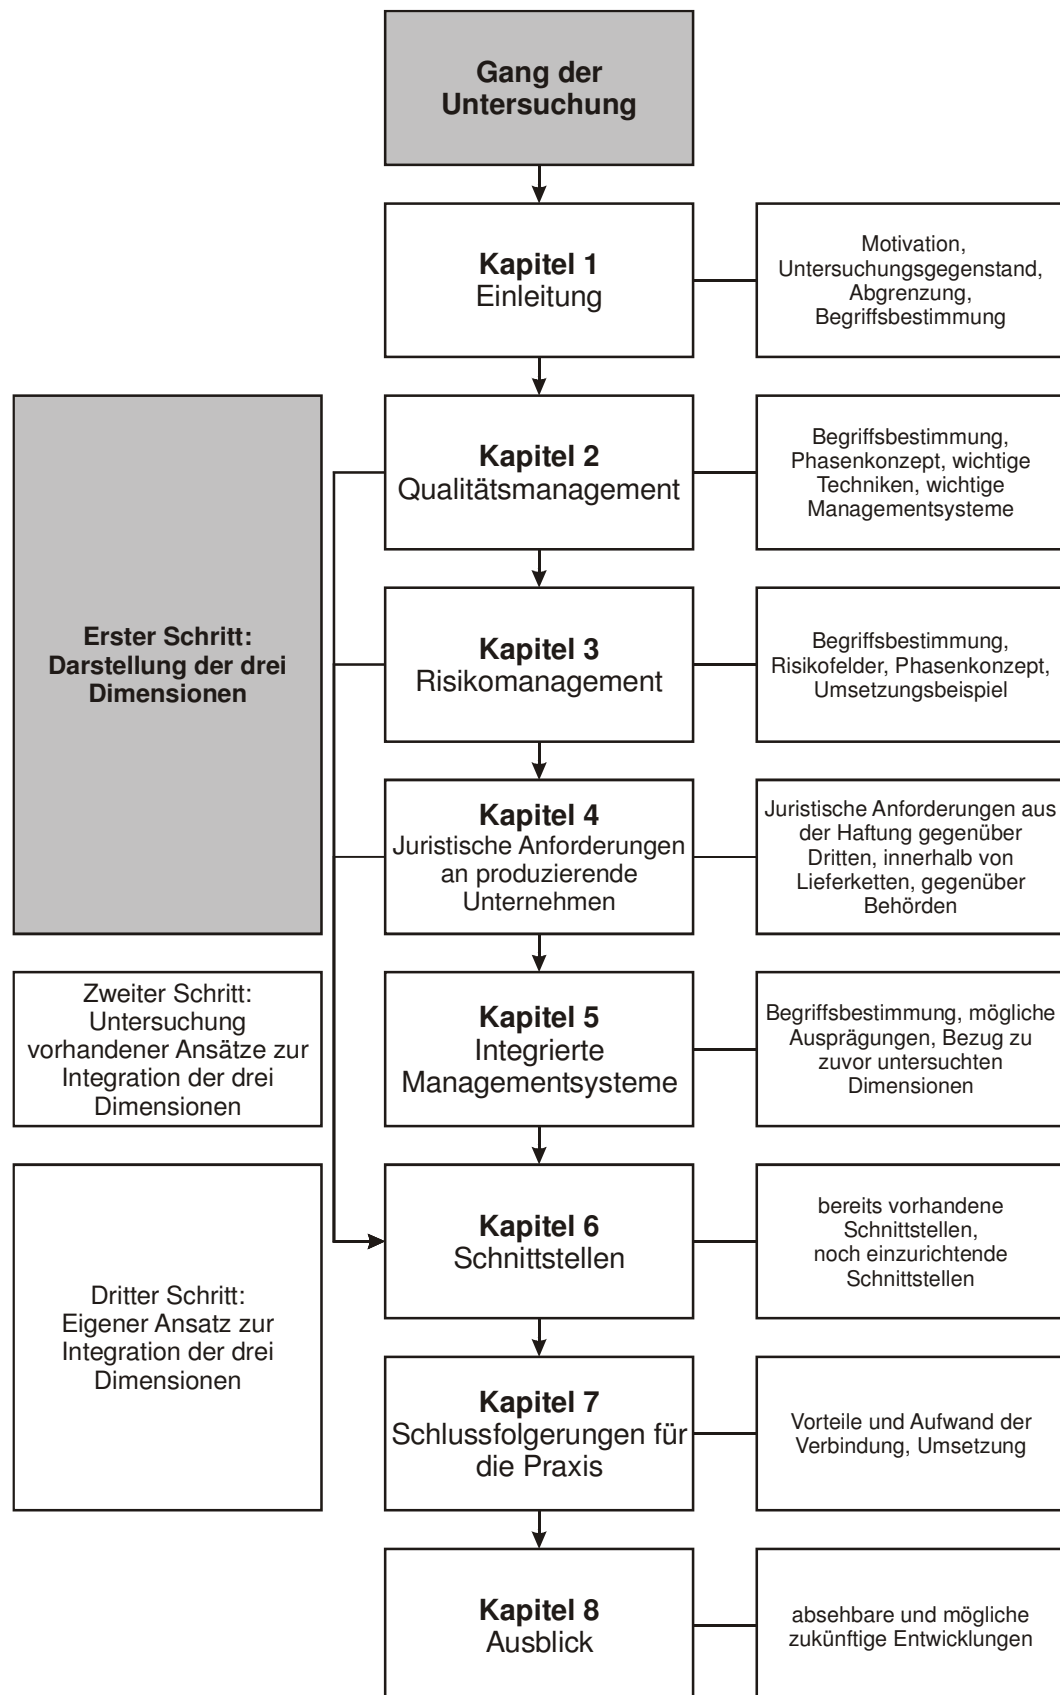 Gang der
Untersuchung
Kapitel 1
Einleitung
Motivation,
Untersuchungsgegenstand,
Abgrenzung,
Begriffsbestimmung
Erster Schritt:
Darstellung der drei
Dimensionen
Kapitel 2
Qualitätsmanagement
Begriffsbestimmung,
Phasenkonzept, wichtige
Techniken, wichtige
Managementsysteme
Kapitel 3
Risikomanagement
Begriffsbestimmung,
Risikofelder, Phasenkonzept,
Umsetzungsbeispiel
Kapitel 4
Juristische Anforderungen
an produzierende
Unternehmen
Juristische Anforderungen aus
der Haftung gegenüber
Dritten, innerhalb von
Lieferketten, gegenüber
Behörden
Zweiter Schritt:
Untersuchung
vorhandener Ansätze zur
Integration der drei
Dimensionen
Kapitel 5
Integrierte
Managementsysteme
Begriffsbestimmung, mögliche
Ausprägungen, Bezug zu
zuvor untersuchten
Dimensionen
Dritter Schritt:
Eigener Ansatz zur
Integration der drei
Dimensionen
Kapitel 6
Schnittstellen
bereits vorhandene
Schnittstellen,
noch einzurichtende
Schnittstellen
Kapitel 7
Schlussfolgerungen für
die Praxis
Vorteile und Aufwand der
Verbindung, Umsetzung
Kapitel 8
Ausblick
absehbare und mögliche
zukünftige Entwicklungen